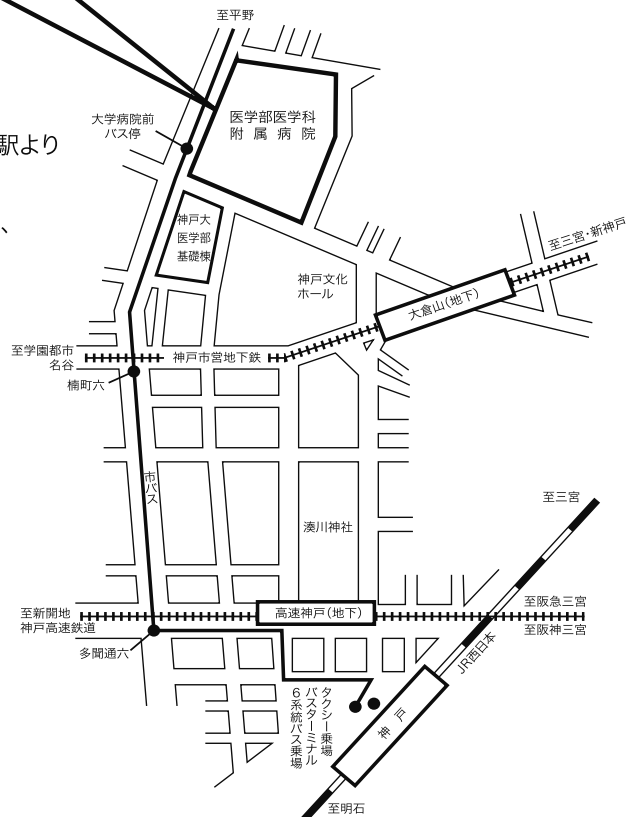 至平野
大学病院前
バス停
医学部医学科
附属病院
駅より
、
神戸大
医学部
基礎棟
神戸文化
ホール
至三宮・新神戸
大倉山(地下)
至学園都市
名谷
神戸市営地下鉄
楠町六
市バス
湊川神社
至三宮
至新開地
神戸高速鉄道
高速神戸(地下)
至阪急三宮
至阪神三宮
多聞通六
JR西日本
タクシー乗場
バスターミナル
6系統バス乗場
神戸
至明石